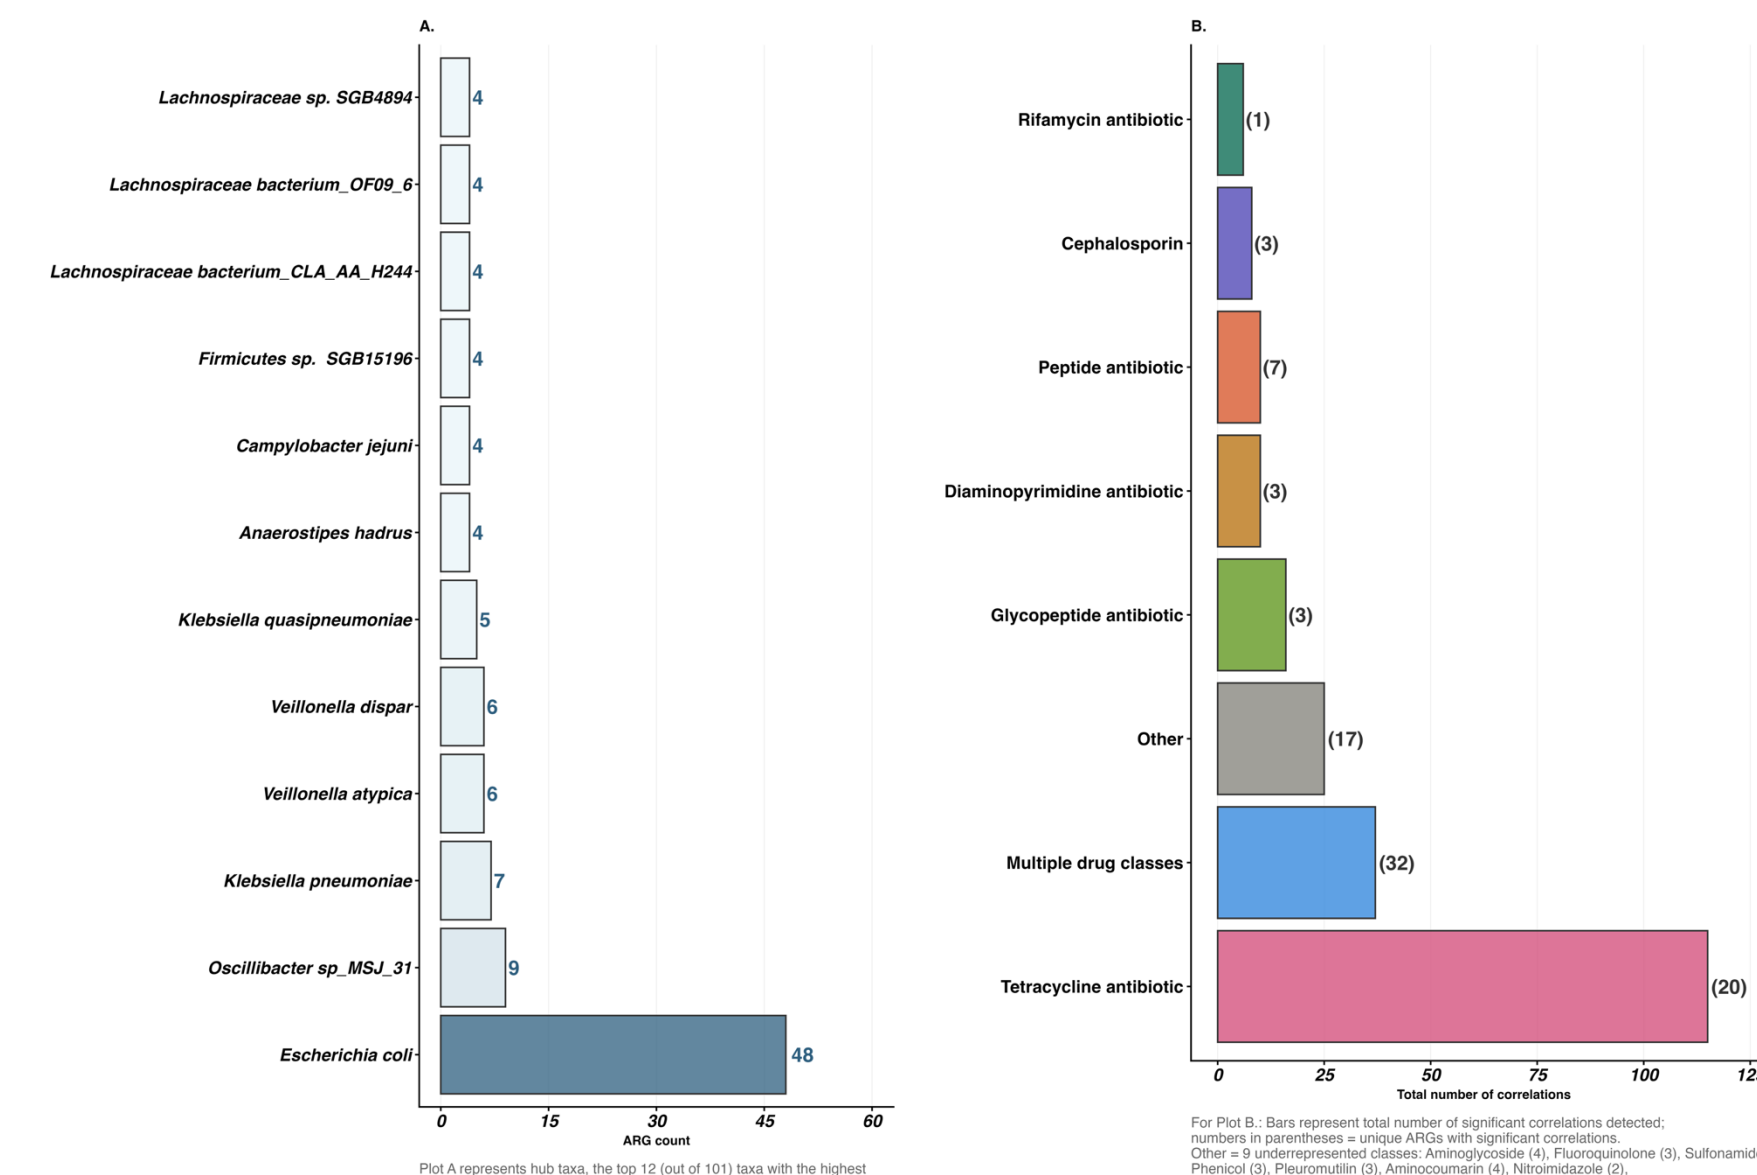 A.
Lachnospiraceae sp. SGB4894
4
Lachnospiraceae bacterium_OF09_6
4
Lachnospiraceae bacterium_CLA_AA_H244
4
Firmicutes sp. SGB15196
4
Campylobacter jejuni
4
Anaerostipes hadrus
4
Klebsiella quasipneumoniae
5
Veillonella dispar
6
Veillonella atypica
6
Klebsiella pneumoniae
7
Oscillibacter sp_MSJ_31
9
Escherichia coli
48
0 15 30 45 60
ARG count
Plot A represents hub taxa, the top 12 (out of 101) taxa with the highest
B.
Rifamycin antibiotic
(1)
Cephalosporin
(3)
Peptide antibiotic
(7)
Diaminopyrimidine antibiotic
(3)
Glycopeptide antibiotic
(3)
Other
(17)
Multiple drug classes
(32)
Tetracycline antibiotic
(20)
0 25 50 75 100
Total number of correlations
For Plot B.: Bars represent total number of significant correlations detected;
numbers in parentheses = unique ARGs with significant correlations.
Other = 9 underrepresented classes: Aminoglycoside (4), Fluoroquinolone (3), Sulfonamid
Phenicol (3), Pleuromutilin (3), Aminocoumarin (4), Nitroimidazole (2),